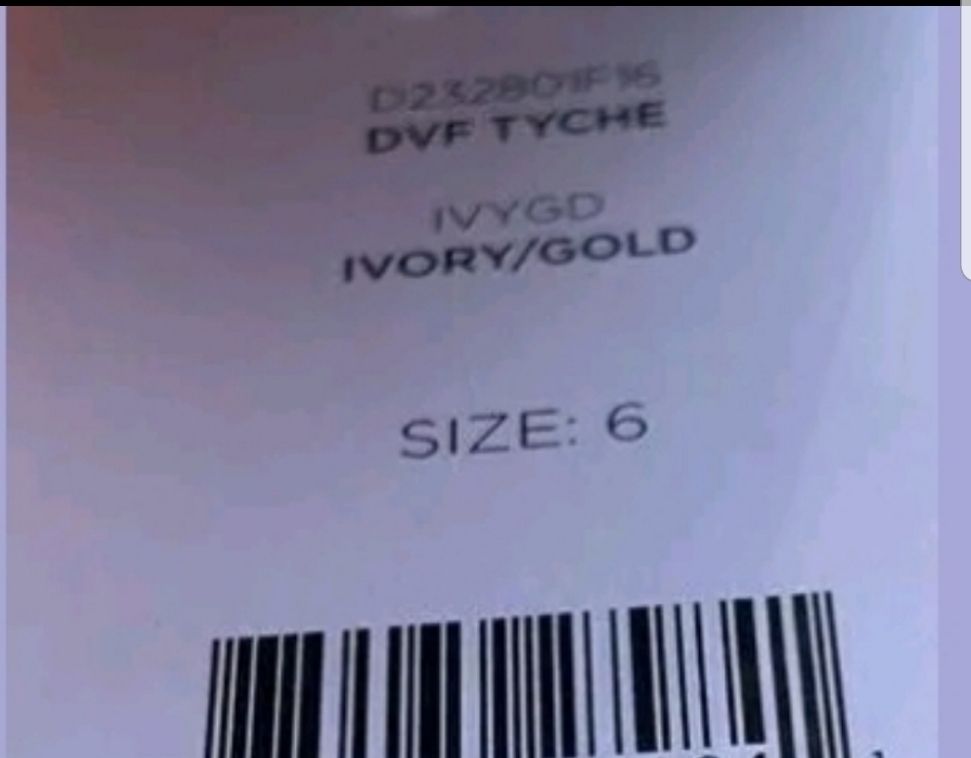 D232801F16
DVF TYCHE
IVYGD
IVORY/GOLD
SIZE: 6